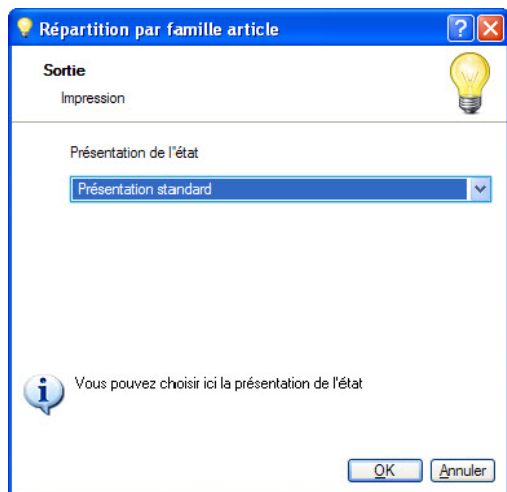 Répartition par famille article
Sortie
Impression
Présentation de l'état
Présentation standard
Vous pouvez choisir ici la présentation de l'état
OK
Annuler